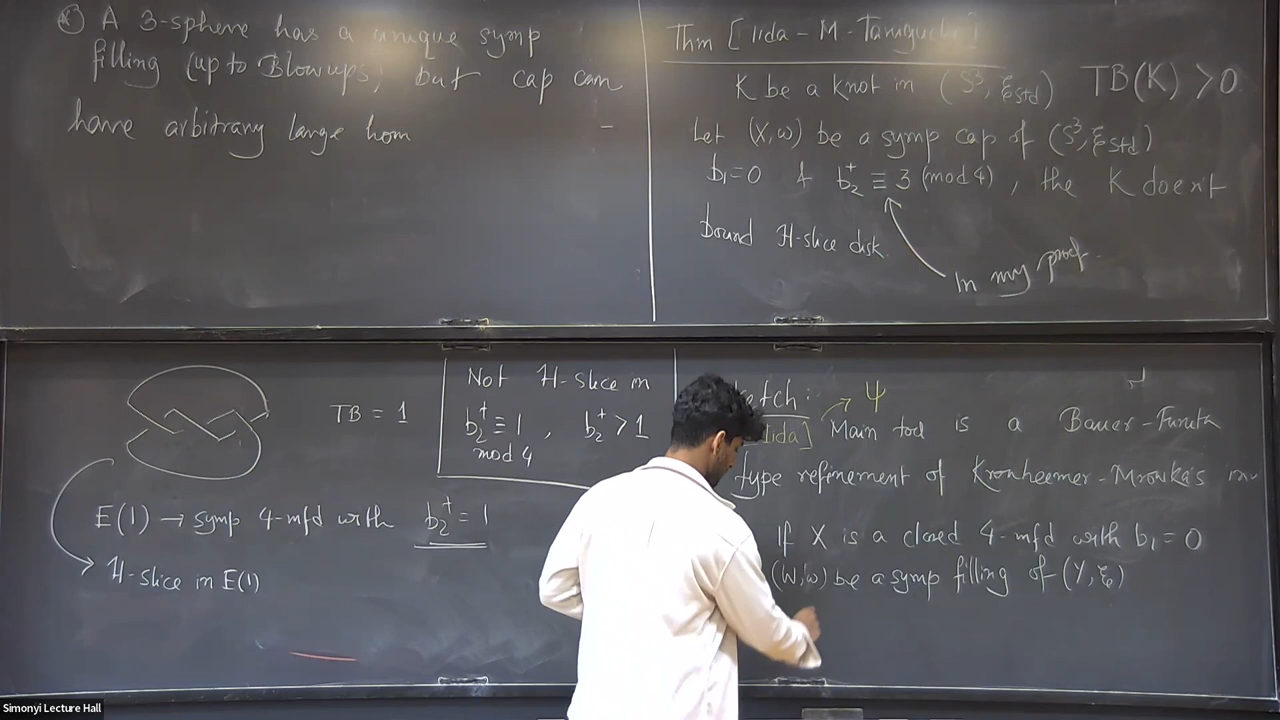 A 3-sphere has a unique symp
filling (up to Blowups) but cap can
have arbitrary large hom
Thm [Iida - M - Taniguchi]
K be a knot in (S³, ξstd) TB(K) > 0
Let (X,ω) be a symp cap of (S³, ξstd)
b₁=0 & b₂⁺ ≡ 3 (mod 4), the K doesn't
bound H-slice disk.
In my proof.
TB = 1
Not H-slice in
b₂⁺ ≡ 1 , b₂⁺ > 1
mod 4
E(1) → symp 4-mfd with b₂⁺ = 1
→ H-slice in E(1)
etch: → Ψ
Iida] Main tool is a Bauer-Furuta
type refinement of Kronheimer-Mrowka's inv
If X is a closed 4-mfd with b₁ = 0
(W,ω) be a symp filling of (Y, ξ)
Simonyi Lecture Hall